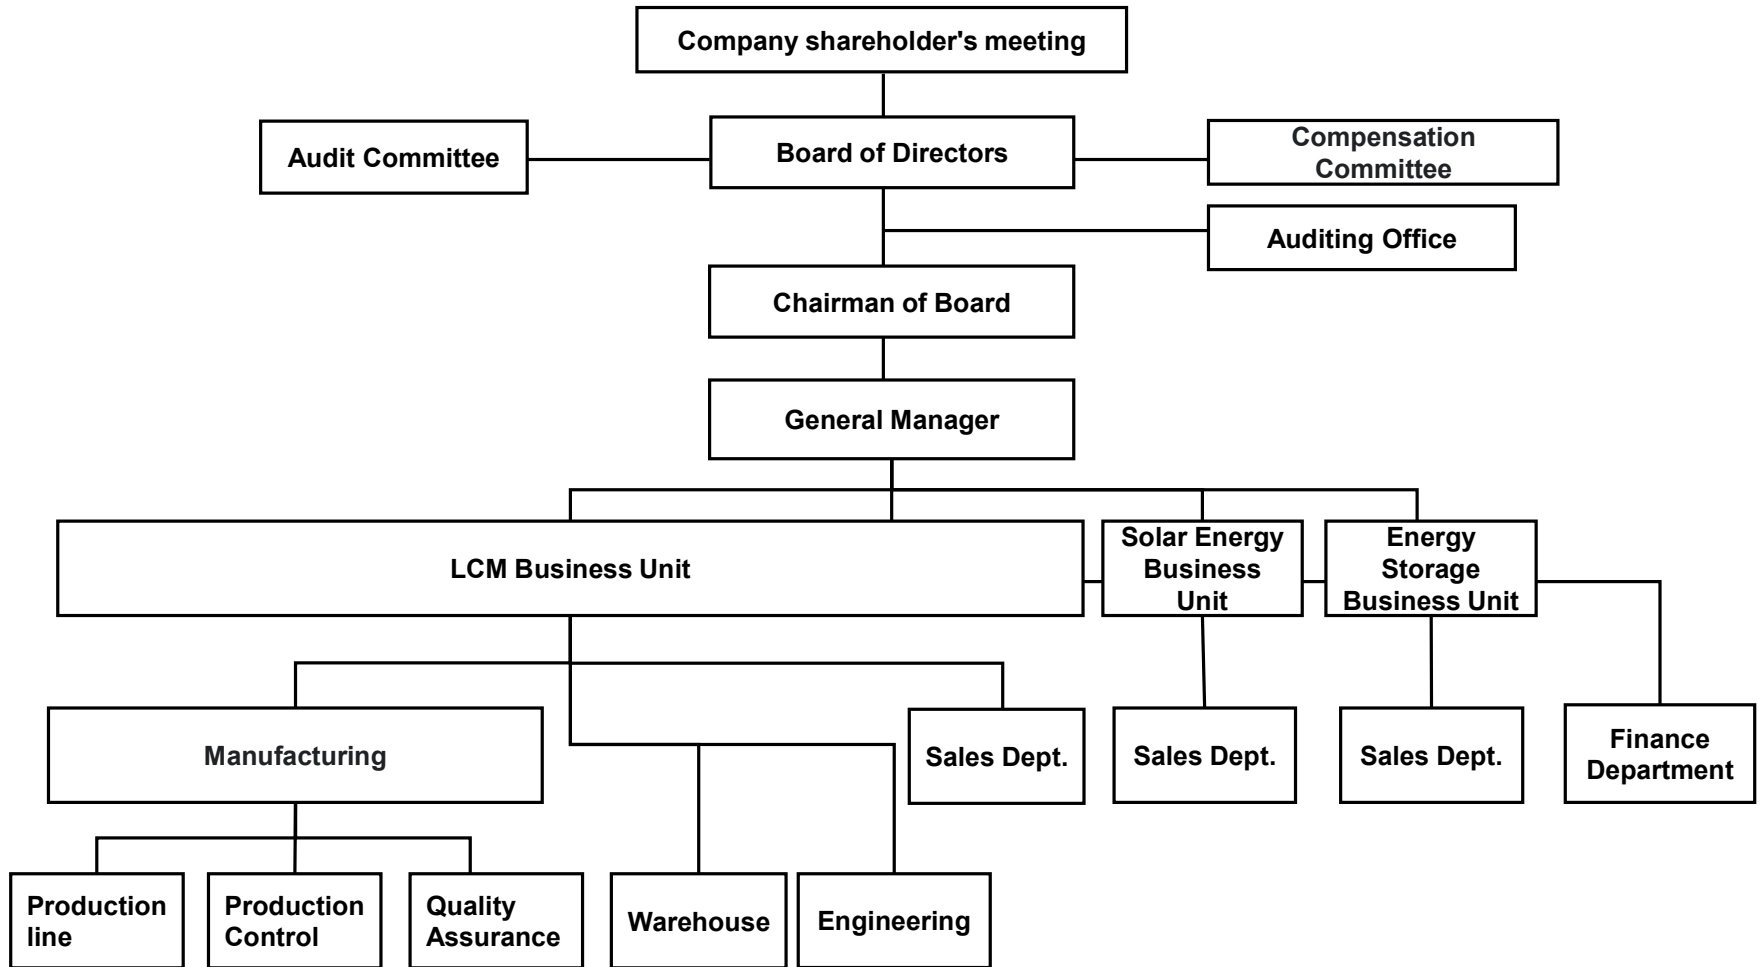 Company shareholder's meeting
Audit Committee
Board of Directors
Compensation
Committee
Auditing Office
Chairman of Board
General Manager
LCM Business Unit
Solar Energy
Business
Unit
Energy
Storage
Business Unit
Manufacturing
Sales Dept.
Sales Dept.
Sales Dept.
Finance
Department
Production
line
Production
Control
Quality
Assurance
Warehouse
Engineering